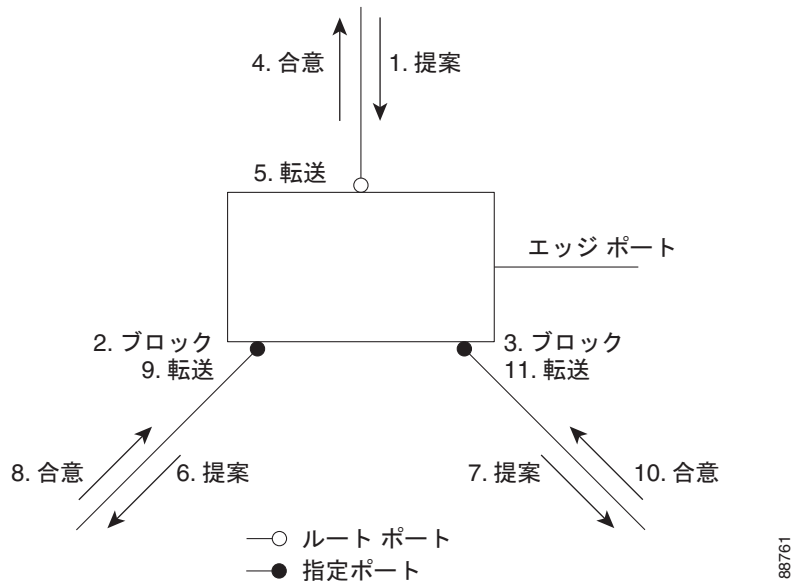 4. 合意
1. 提案
5. 転送
エッジ ポート
2. ブロック
9. 転送
3. ブロック
11. 転送
8. 合意
6. 提案
7. 提案
10. 合意
ルート ポート
指定ポート
88761